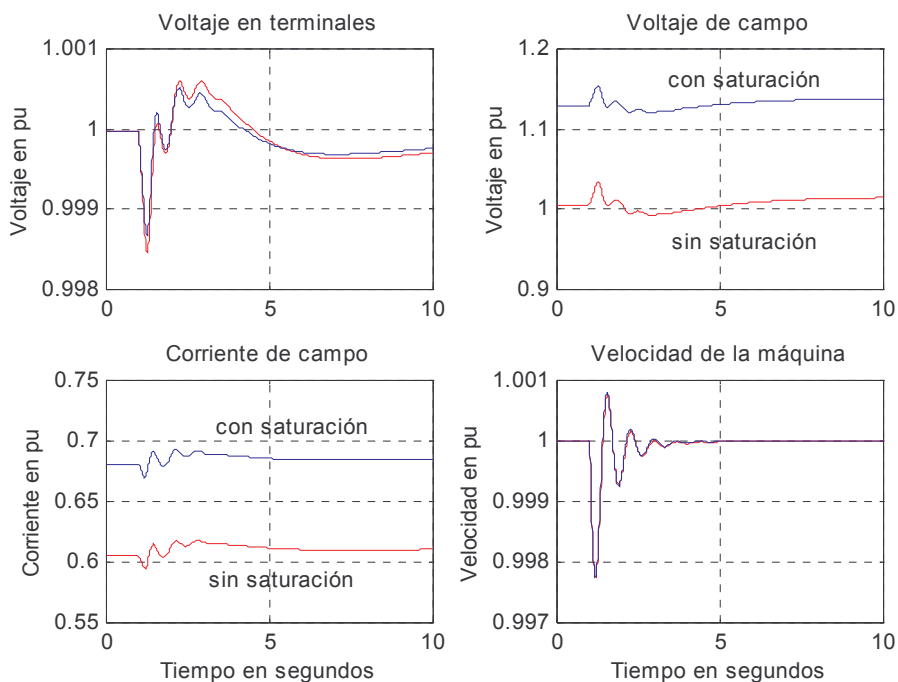 Voltaje en terminales
Voltaje en pu
1.001
1
0.999
0.998
0
5
10
Voltaje de campo
Voltaje en pu
1.2
1.1
1
0.9
con saturación
sin saturación
0
5
10
Corriente de campo
Corriente en pu
0.75
0.7
0.65
0.6
0.55
con saturación
sin saturación
0
5
10
Tiempo en segundos
Velocidad de la máquina
Velocidad en pu
1.001
1
0.999
0.998
0.997
0
5
10
Tiempo en segundos